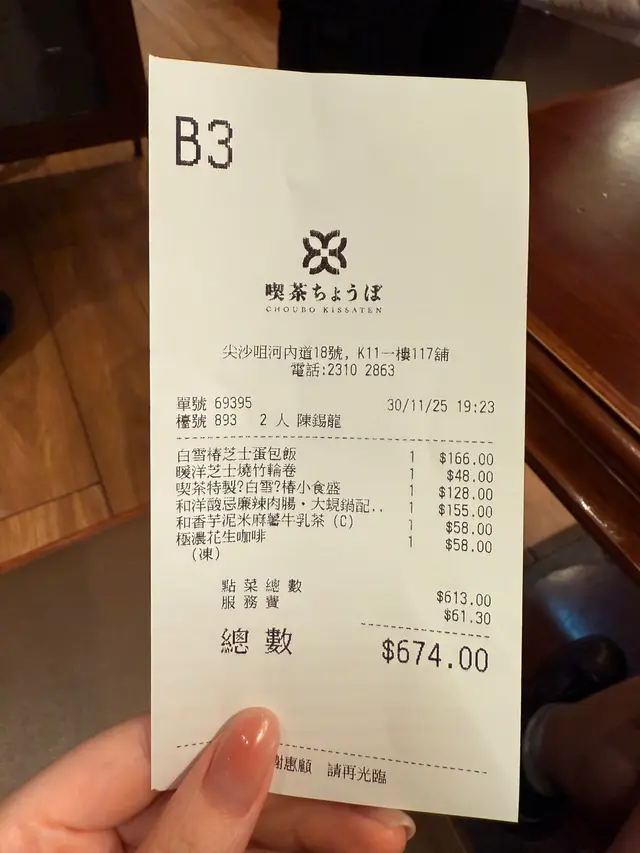 B3
喫茶ちょうぼ
CHOUBO KISSATEN
尖沙咀河內道18號, K11一樓117舖
電話:2310 2863
單號 69395 30/11/25 19:23
檯號 893 2 人 陳錫龍
白雪椿芝士蛋包飯 1 $166.00
暖洋芝士燒竹輪卷 1 $48.00
喫茶特製?白雪?椿小食盛 1 $128.00
和洋酸忌廉辣肉腸・大蜆鍋配.. 1 $155.00
和香芋泥米麻薯牛乳茶 (C) 1 $58.00
極濃花生咖啡 1 $58.00
(凍)
點菜總數 $613.00
服務費 $61.30
總數 $674.00
謝惠顧 請再光臨